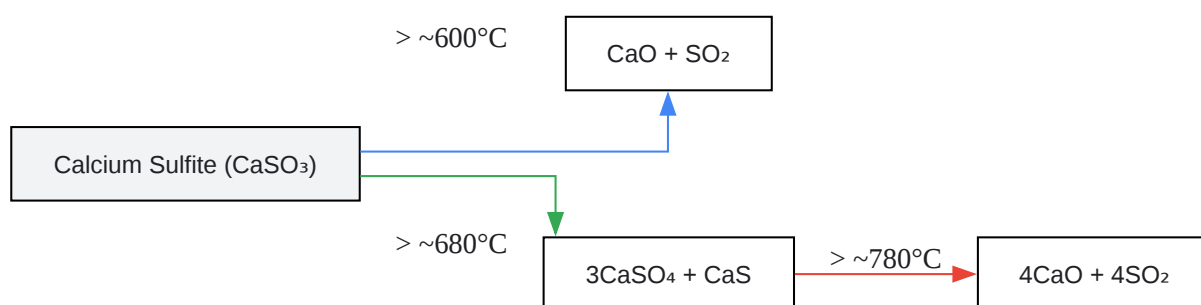 > ~600°C
CaO + SO₂
Calcium Sulfite (CaSO₃)
> ~680°C
3CaSO₄ + CaS
> ~780°C
4CaO + 4SO₂